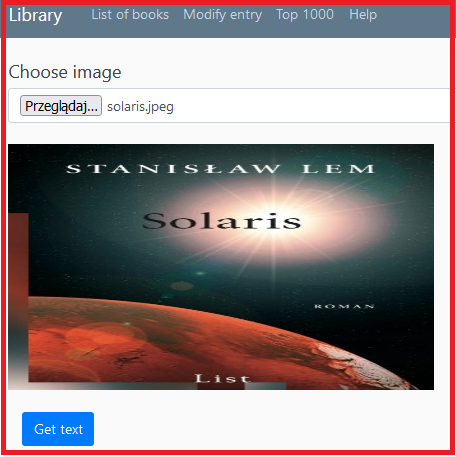 Library List of books Modify entry Top 1000 Help
Choose image
Przeglądaj... solaris.jpeg
STANISŁAW LEM
Solaris
ROMAN
List
Get text